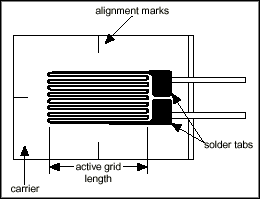 alignment marks
solder tabs
active grid
length
carrier